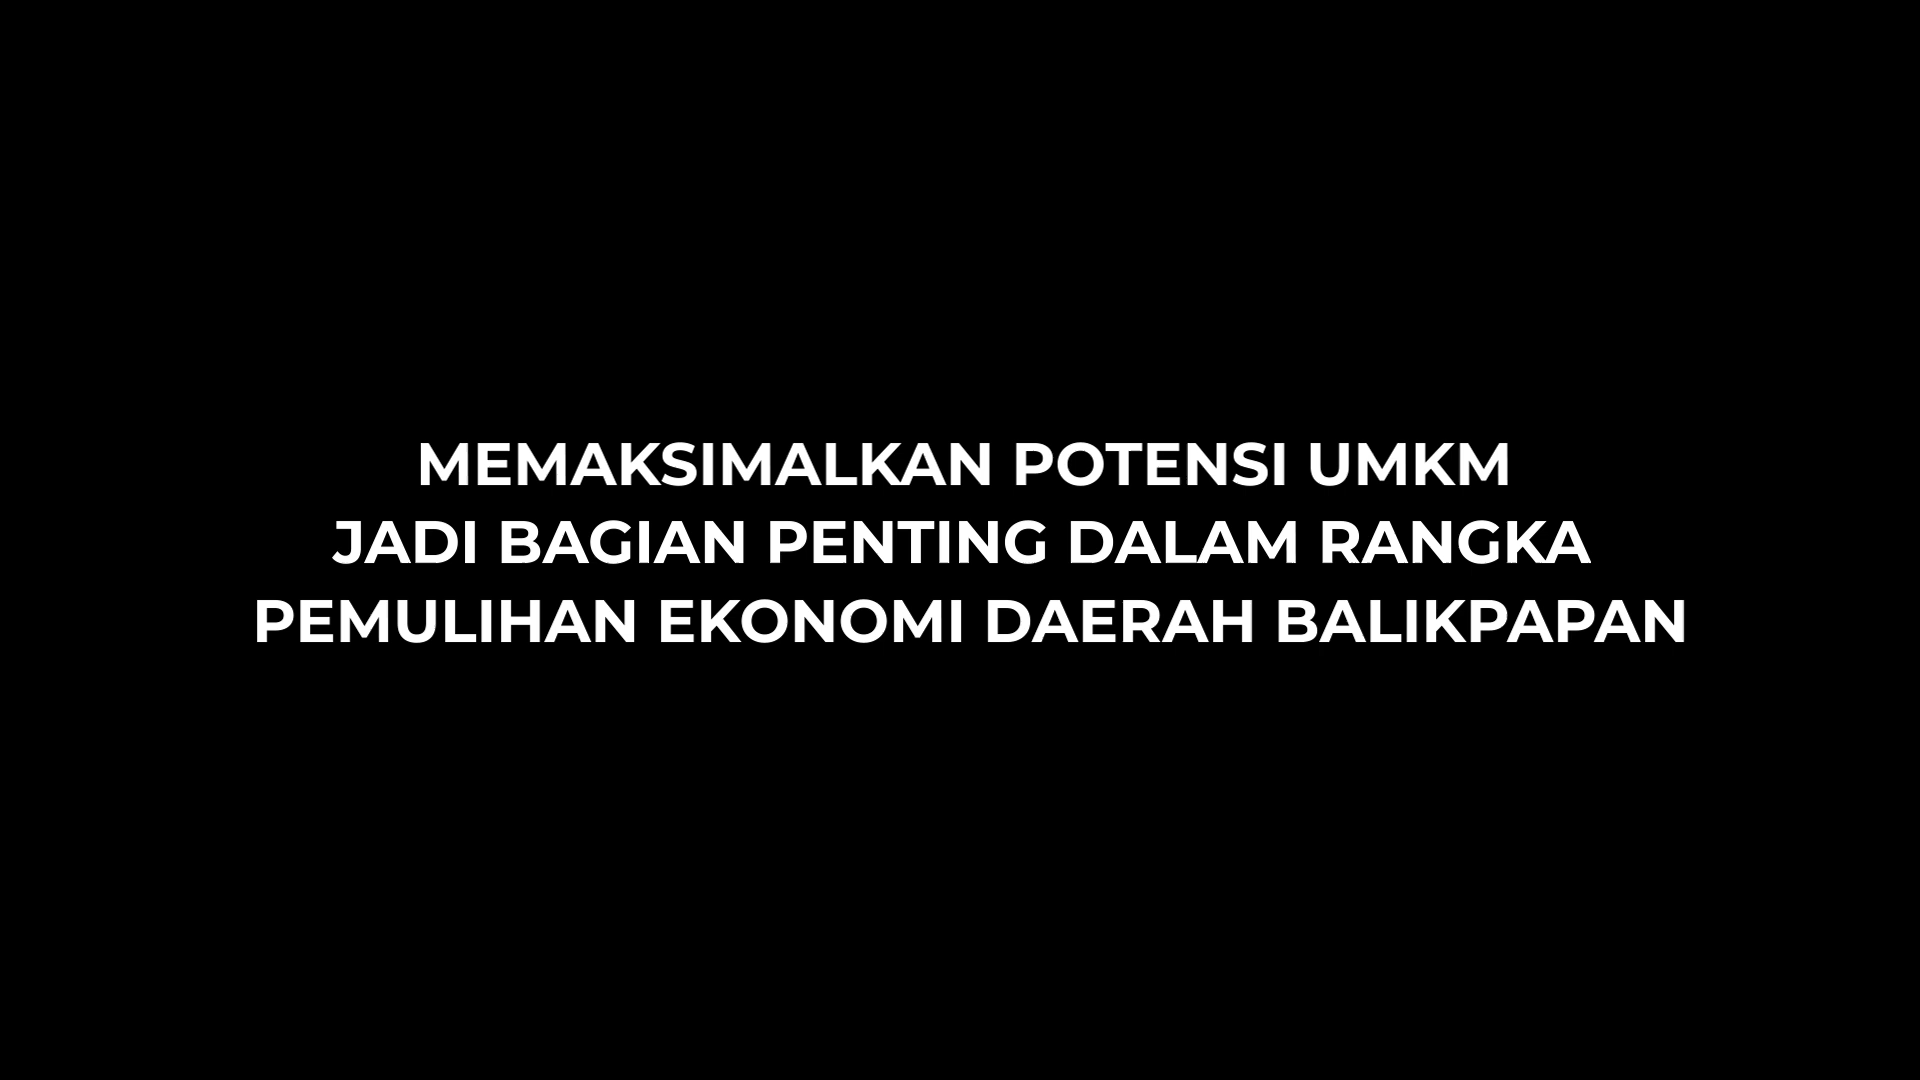 MEMAKSIMALKAN POTENSI UMKM
JADI BAGIAN PENTING DALAM RANGKA
PEMULIHAN EKONOMI DAERAH BALIKPAPAN